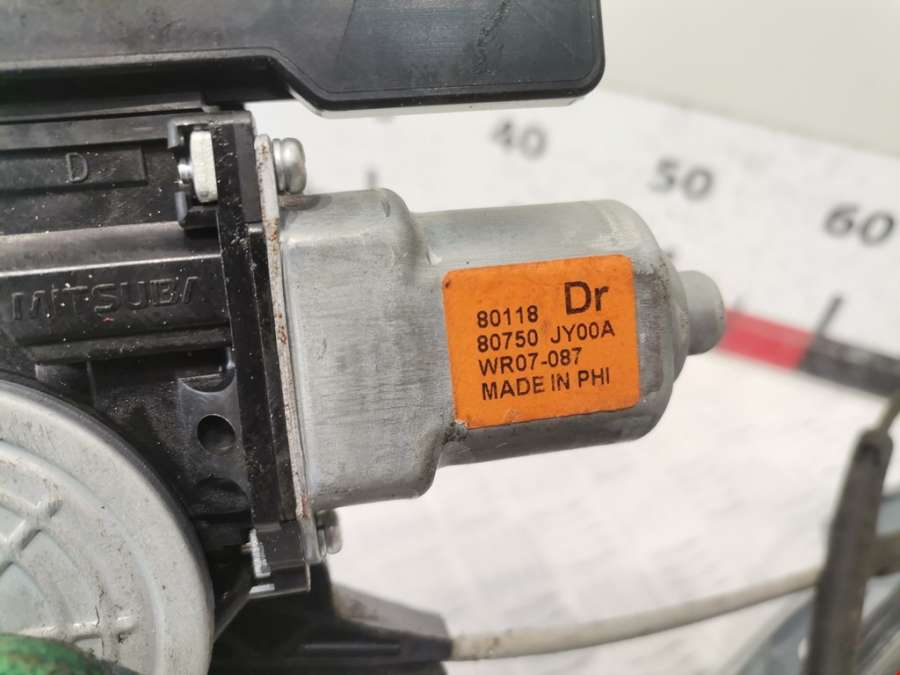 40
50
60
D
MITSUBA
Dr
80118
80750 JY00A
WR07-087
MADE IN PHI